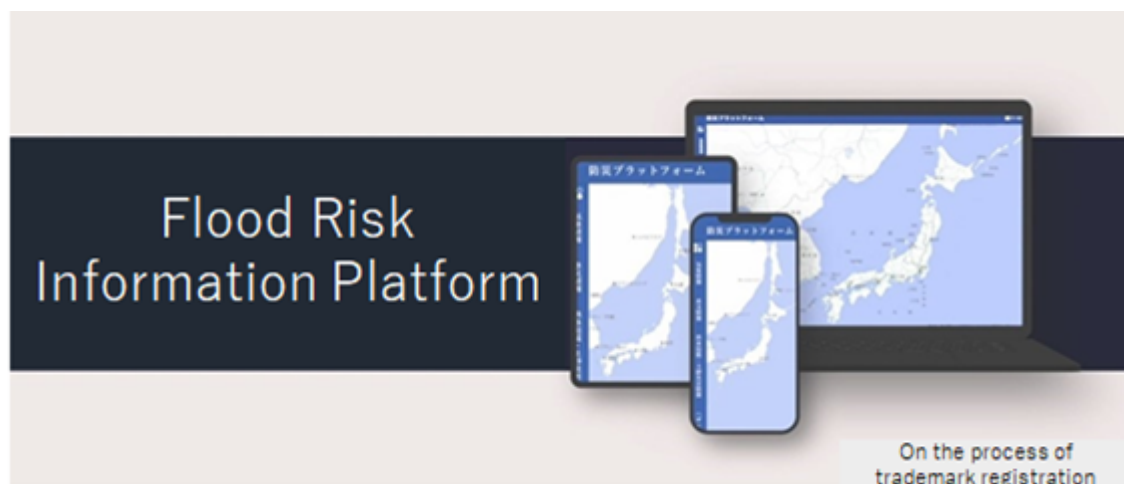 Flood Risk
Information Platform
防災プラットフォーム
防災プラットフォーム
防災プラットフォーム
On the process of
trademark registration